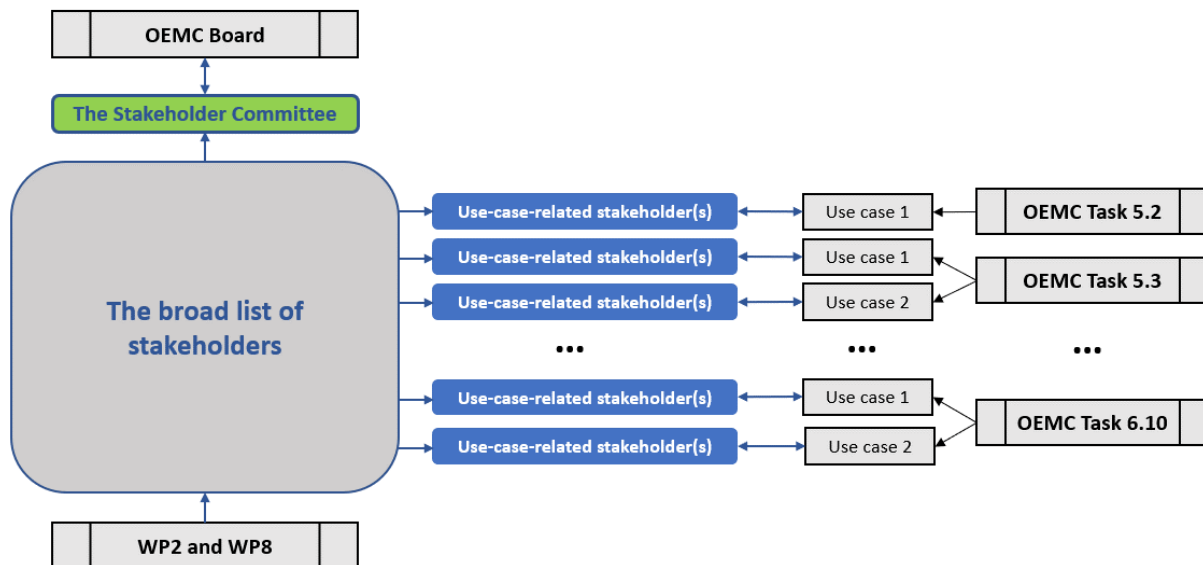 OEMC Board
The Stakeholder Committee
The broad list of
stakeholders
WP2 and WP8
Use-case-related stakeholder(s)
Use case 1
OEMC Task 5.2
Use-case-related stakeholder(s)
Use case 1
Use-case-related stakeholder(s)
Use case 2
OEMC Task 5.3
...
...
...
Use-case-related stakeholder(s)
Use case 1
Use-case-related stakeholder(s)
Use case 2
OEMC Task 6.10